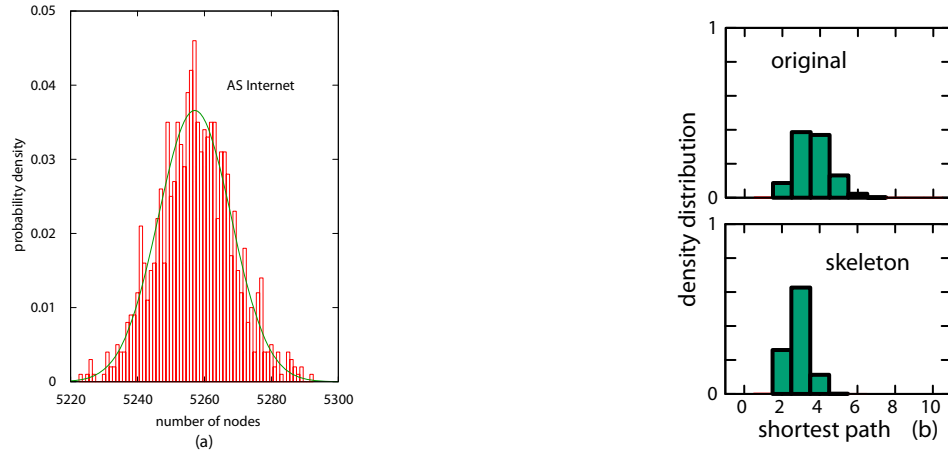 0.05
0.04
0.03
0.02
0.01
0
probability density
AS Internet
5220 5240 5260 5280 5300
number of nodes
(a)
1
original
0
density distribution
1
skeleton
0
0 2 4 6 8 10
shortest path (b)